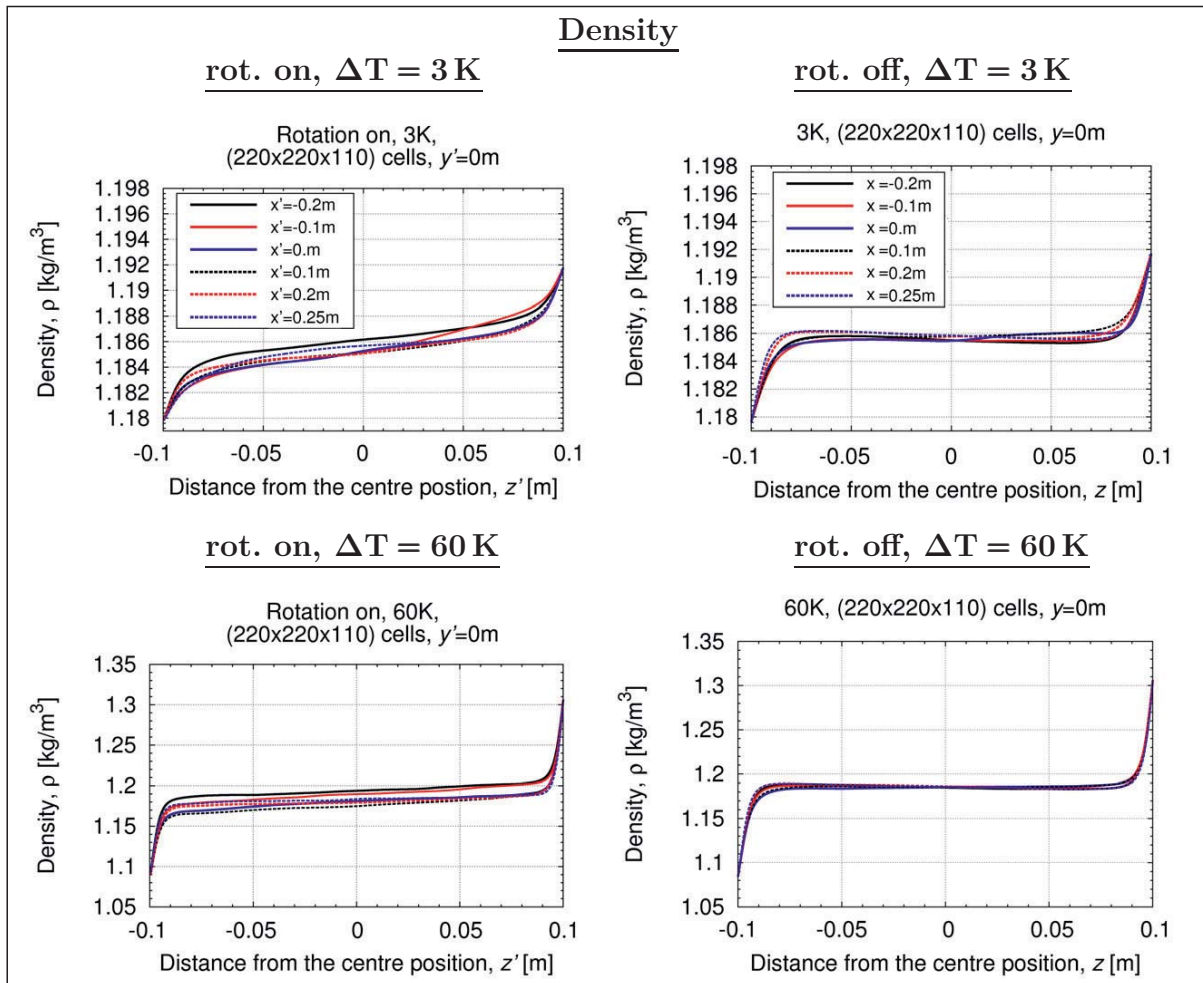 Density
rot. on, ΔT = 3 K
Rotation on, 3K,
(220x220x110) cells, y'=0m
Density, ρ [kg/m³]
1.198
1.196
1.194
1.192
1.19
1.188
1.186
1.184
1.182
1.18
x'=-0.2m
x'=-0.1m
x'=0.m
x'=0.1m
x'=0.2m
x'=0.25m
-0.1 -0.05 0 0.05 0.1
Distance from the centre postion, z' [m]
rot. off, ΔT = 3 K
3K, (220x220x110) cells, y=0m
Density, ρ [kg/m³]
1.198
1.196
1.194
1.192
1.19
1.188
1.186
1.184
1.182
1.18
x =-0.2m
x =-0.1m
x =0.m
x =0.1m
x =0.2m
x =0.25m
-0.1 -0.05 0 0.05 0.1
Distance from the centre position, z [m]
rot. on, ΔT = 60 K
Rotation on, 60K,
(220x220x110) cells, y'=0m
Density, ρ [kg/m³]
1.35
1.3
1.25
1.2
1.15
1.1
1.05
-0.1 -0.05 0 0.05 0.1
Distance from the centre position, z' [m]
rot. off, ΔT = 60 K
60K, (220x220x110) cells, y=0m
Density, ρ [kg/m³]
1.35
1.3
1.25
1.2
1.15
1.1
1.05
-0.1 -0.05 0 0.05 0.1
Distance from the centre position, z [m]